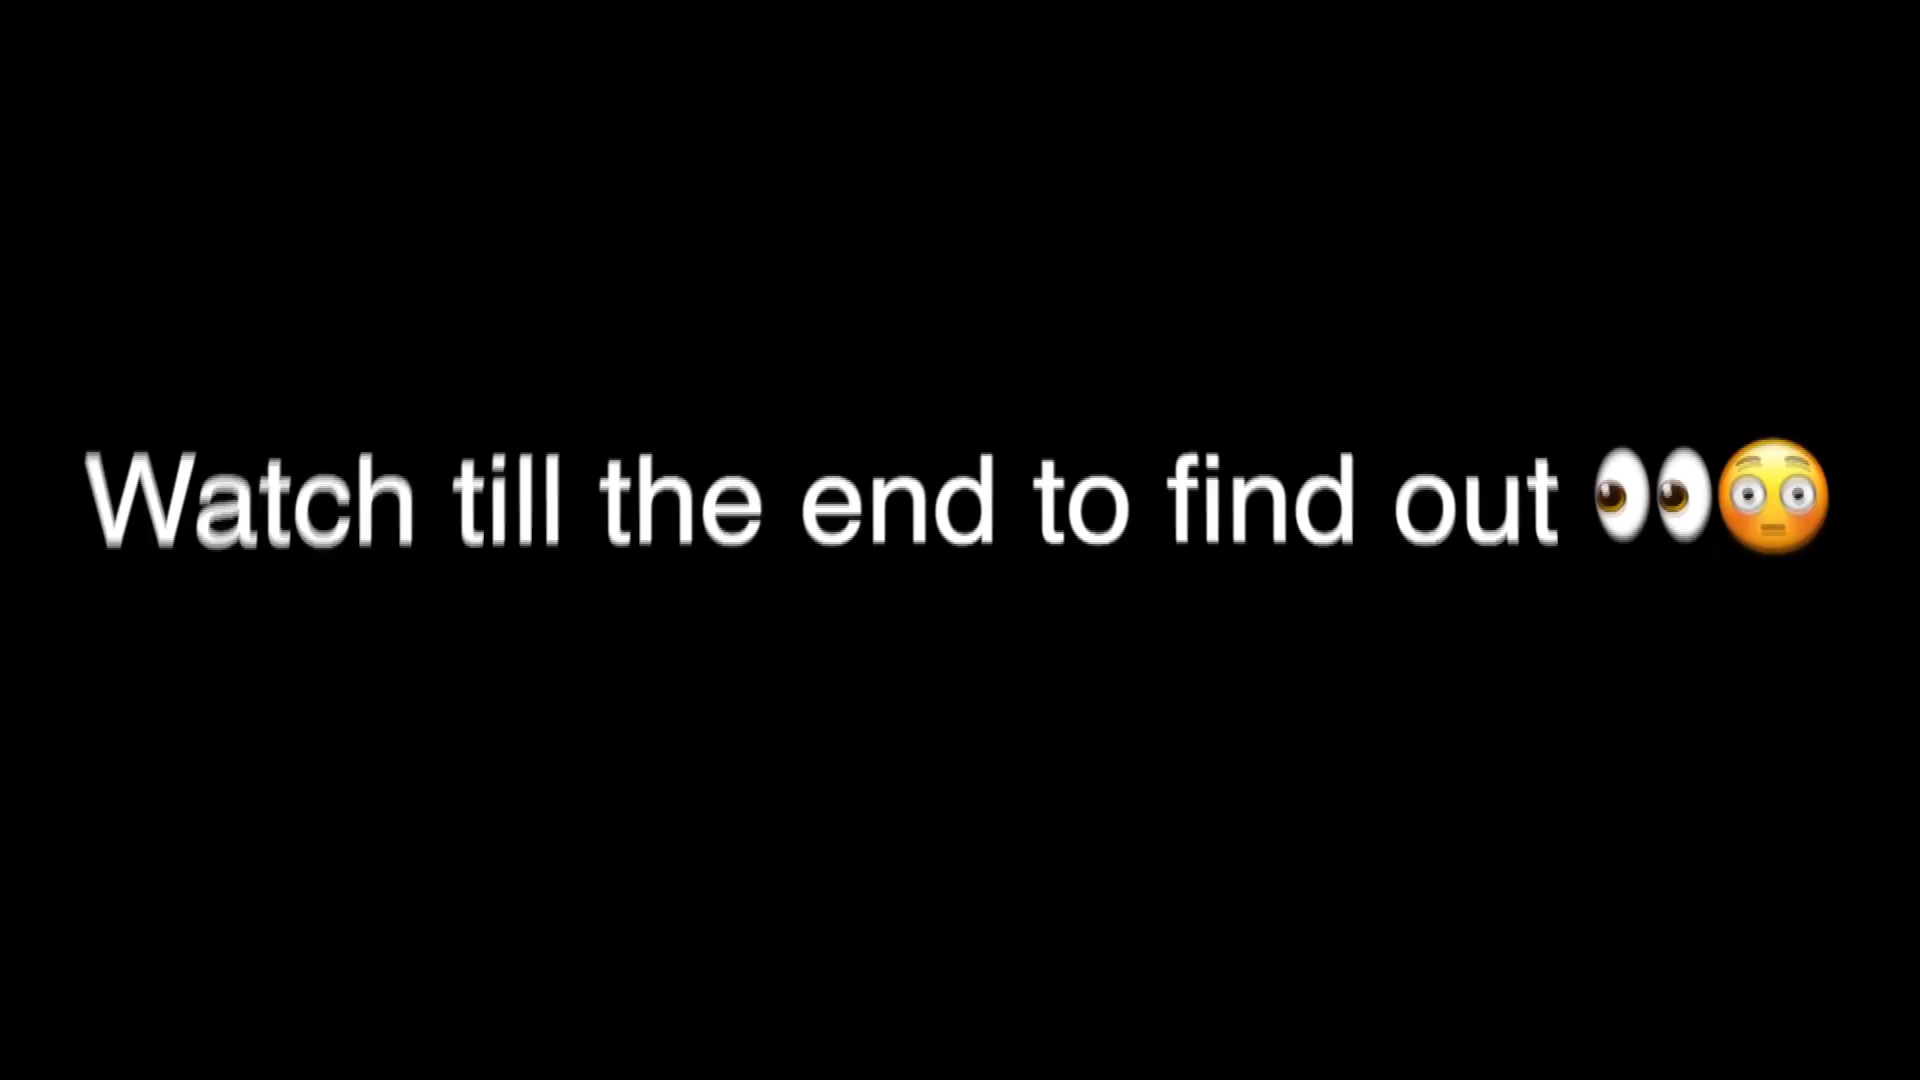 Watch till the end to find out 👀😳